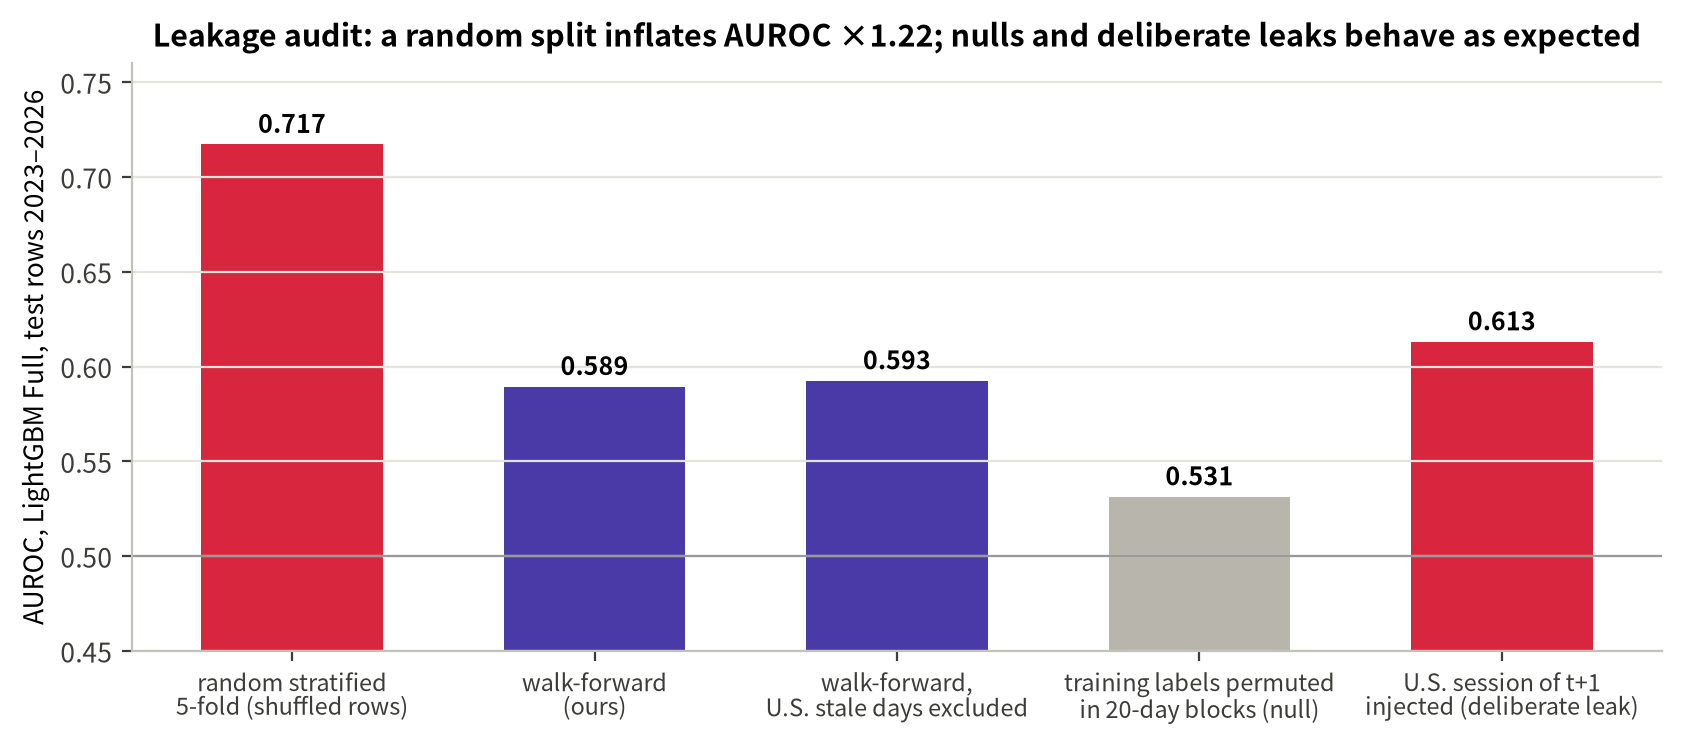 Leakage audit: a random split inflates AUROC ×1.22; nulls and deliberate leaks behave as expected
AUROC, LightGBM Full, test rows 2023–2026
0.75
0.70
0.65
0.60
0.55
0.50
0.45
0.717
0.589
0.593
0.531
0.613
random stratified
5-fold (shuffled rows)
walk-forward
(ours)
walk-forward,
U.S. stale days excluded
training labels permuted
in 20-day blocks (null)
U.S. session of t+1
injected (deliberate leak)